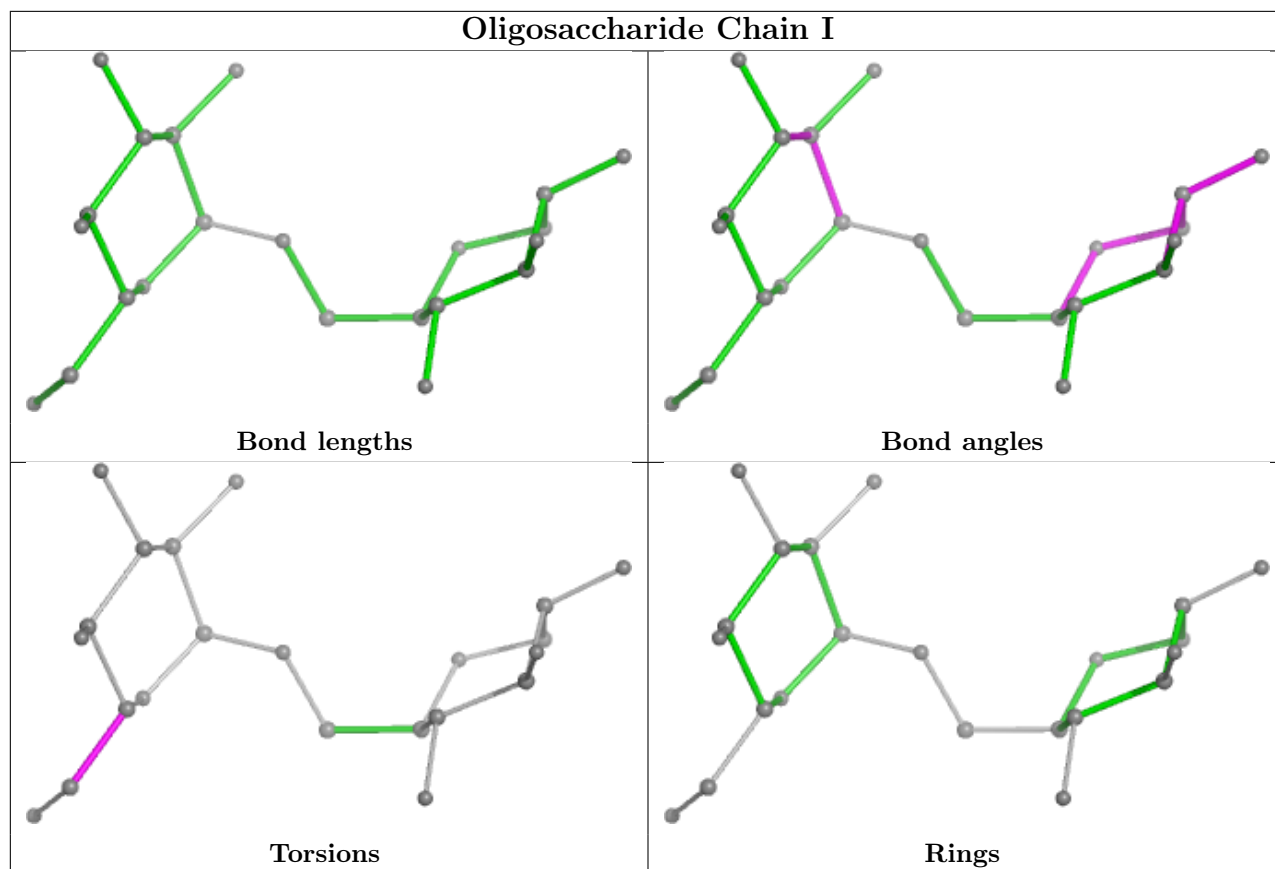 Oligosaccharide Chain I
Bond lengths
Bond angles
Torsions
Rings